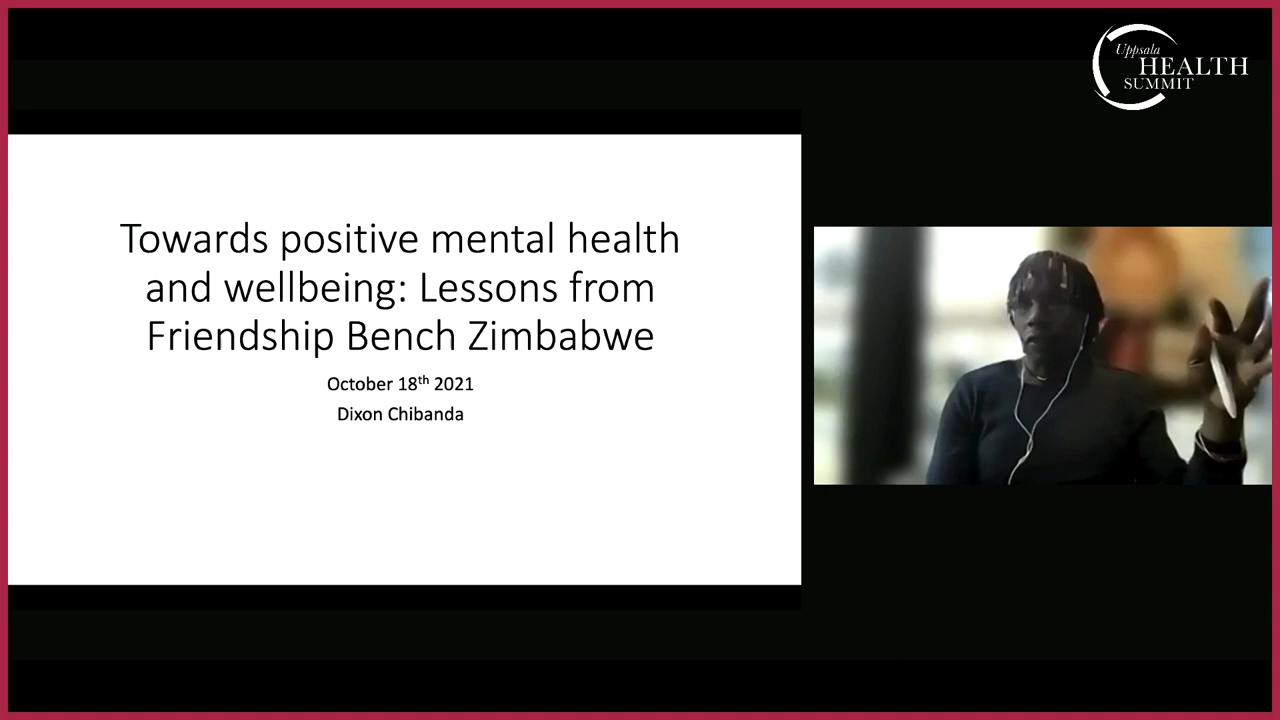 Uppsala
HEALTH
SUMMIT
Towards positive mental health
and wellbeing: Lessons from
Friendship Bench Zimbabwe
October 18th 2021
Dixon Chibanda